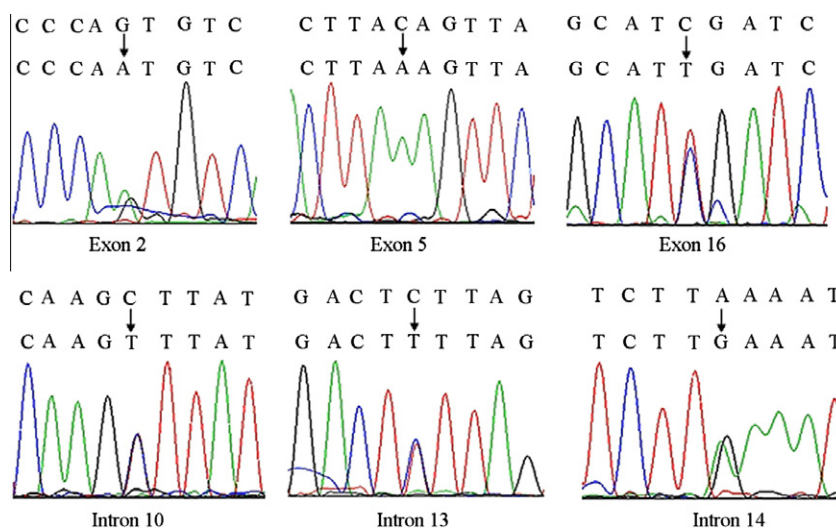 C C C A G T G T C
C C C A A T G T C
Exon 2
C T T A C A G T T A
C T T A A A G T T A
Exon 5
G C A T C G A T C
G C A T T G A T C
Exon 16
C A A G C T T A T
C A A G T T T A T
Intron 10
G A C T C T T A G
G A C T T T T A G
Intron 13
T C T T A A A A T
T C T T G A A A T
Intron 14